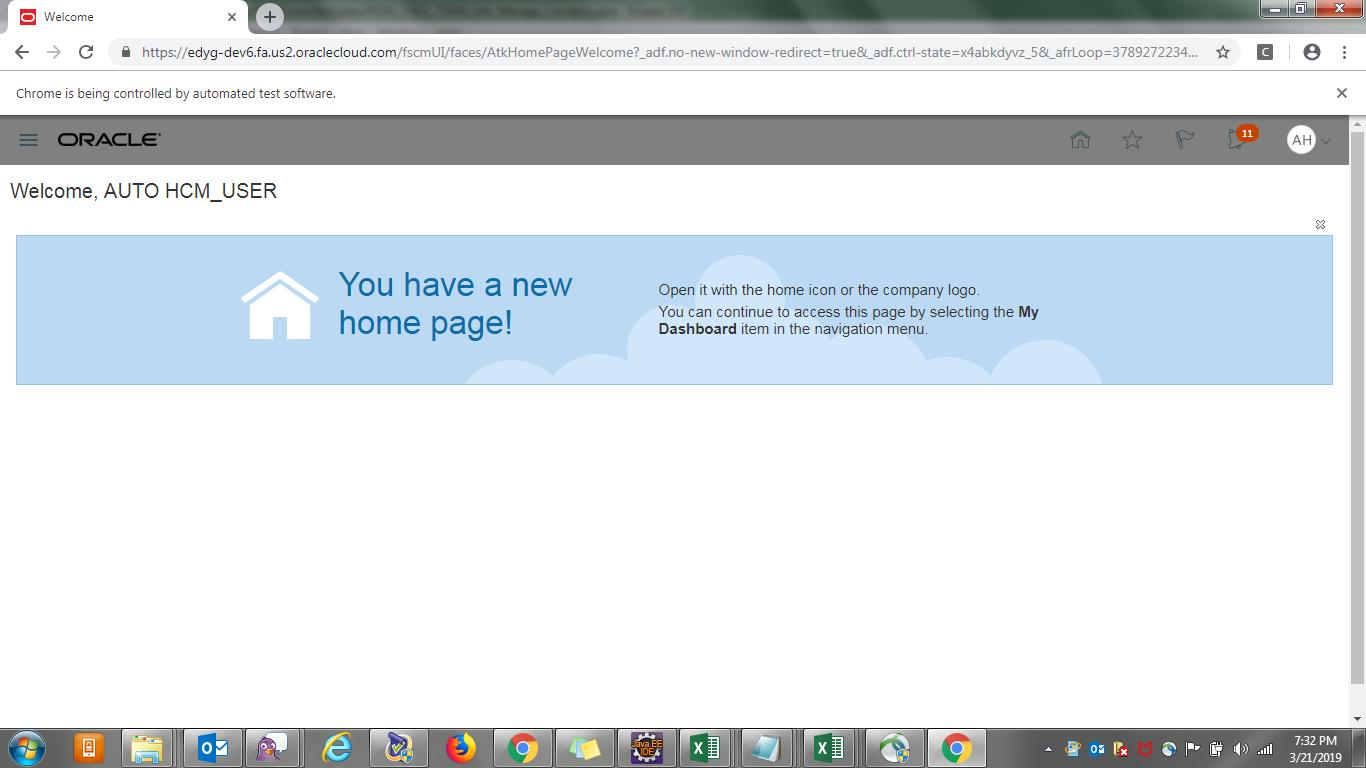 Welcome
https://edyg-dev6.fa.us2.oraclecloud.com/fscmUI/faces/AtkHomePageWelcome?_adf.no-new-window-redirect=true&_adf.ctrl-state=x4abkdyvz_5&_afrLoop=3789272234...
C
Chrome is being controlled by automated test software.
ORACLE
11
AH
Welcome, AUTO HCM_USER
You have a new
home page!
Open it with the home icon or the company logo.
You can continue to access this page by selecting the My
Dashboard item in the navigation menu.
Java EE
IDE
7:32 PM
3/21/2019